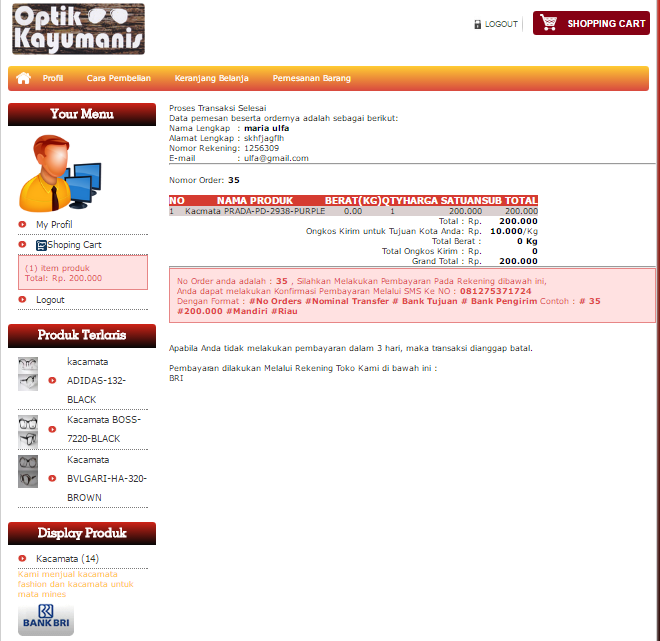 Optik
Kayumanis
LOGOUT
SHOPPING CART
Profil Cara Pembelian Keranjang Belanja Pemesanan Barang
Your Menu
My Profil
Shoping Cart
(1) item produk
Total: Rp. 200.000
Logout
Produk Terlaris
kacamata
ADIDAS-132-
BLACK
Kacamata BOSS-
7220-BLACK
Kacamata
BVLGARI-HA-320-
BROWN
Display Produk
Kacamata (14)
Kami menjual kacamata
fashion dan kacamata untuk
mata mines
BANK BRI
Proses Transaksi Selesai
Data pemesan beserta ordernya adalah sebagai berikut:
Nama Lengkap : maria ulfa
Alamat Lengkap : skhfjagflh
Nomor Rekening: 1256309
E-mail : ulfa@gmail.com
Nomor Order: 35
NO NAMA PRODUK BERAT(KG)QTYHARGA SATUANSUB TOTAL
1 Kacmata PRADA-PD-2938-PURPLE 0.00 1 200.000 200.000
Total : Rp. 200.000
Ongkos Kirim untuk Tujuan Kota Anda: Rp. 10.000/Kg
Total Berat : 0 Kg
Total Ongkos Kirim : Rp. 0
Grand Total : Rp. 200.000
No Order anda adalah : 35 , Silahkan Melakukan Pembayaran Pada Rekening dibawah ini,
Anda dapat melakukan Konfirmasi Pembayaran Melalui SMS Ke NO : 081275371724
Dengan Format : #No Orders #Nominal Transfer # Bank Tujuan # Bank Pengirim Contoh : # 35
#200.000 #Mandiri #Riau
Apabila Anda tidak melakukan pembayaran dalam 3 hari, maka transaksi dianggap batal.
Pembayaran dilakukan Melalui Rekening Toko Kami di bawah ini :
BRI